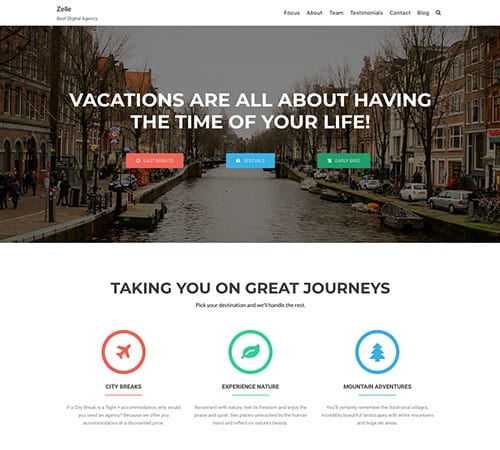 Zelle
Best Digital Agency
Focus About Team Testimonials Contact Blog
VACATIONS ARE ALL ABOUT HAVING
THE TIME OF YOUR LIFE!
LAST MINUTE SPECIALS EARLY BIRD
TAKING YOU ON GREAT JOURNEYS
Pick your destination and we'll handle the rest.
CITY BREAKS
If a City Break is a flight + accommodation, why would
you need an agency? Because we offer you
accommodation at a discounted price.
EXPERIENCE NATURE
Reconnect with nature, feel its freedom and enjoy the
peace and quiet. See places untouched by the human
hand and reflect on nature's beauty.
MOUNTAIN ADVENTURES
You'll certainly remember the traditional villages,
incredibly beautiful landscapes with white mountains
and huge ski areas.